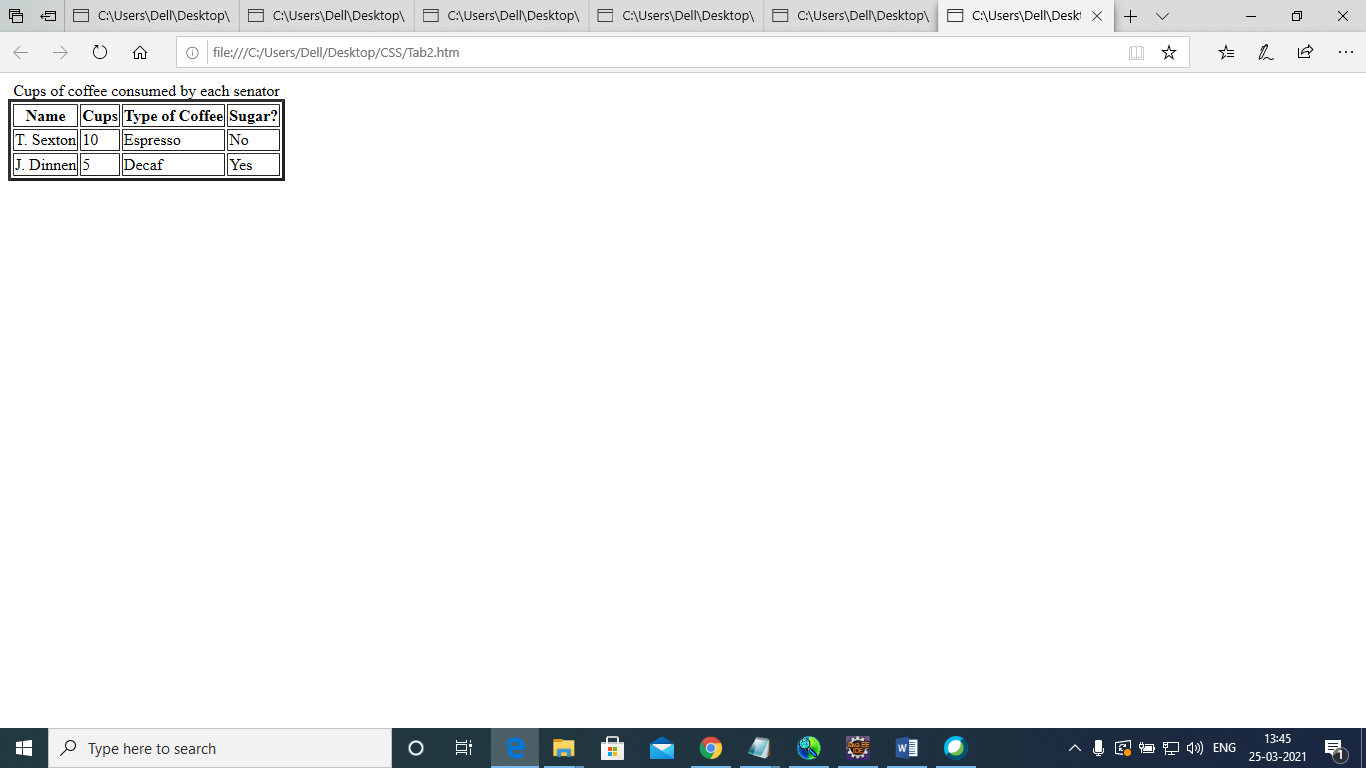 C:\Users\Dell\Desktop\ C:\Users\Dell\Desktop\ C:\Users\Dell\Desktop\ C:\Users\Dell\Desktop\ C:\Users\Dell\Desktop\ C:\Users\Dell\Deskt
file:///C:/Users/Dell/Desktop/CSS/Tab2.htm
Cups of coffee consumed by each senator
Name Cups Type of Coffee Sugar?
T. Sexton 10 Espresso No
J. Dinnen 5 Decaf Yes
Type here to search
ENG
13:45
25-03-2021
1